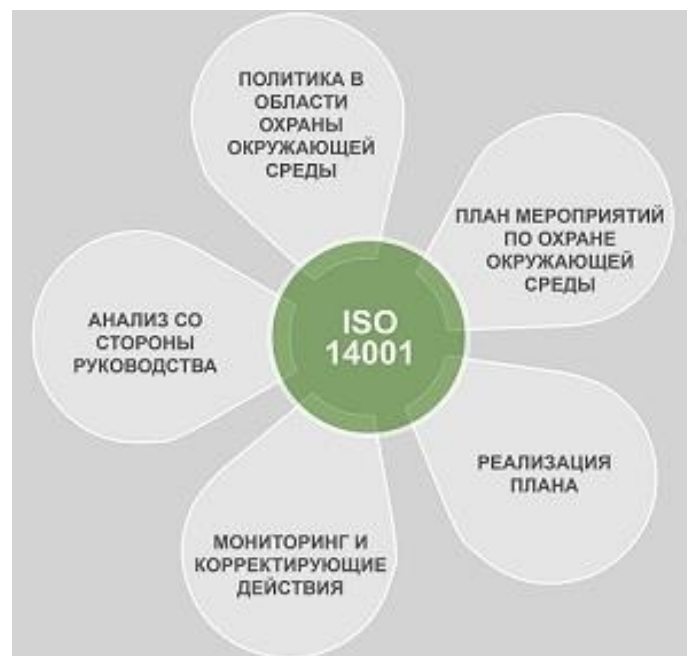 ПОЛИТИКА В
ОБЛАСТИ
ОХРАНЫ
ОКРУЖАЮЩЕЙ
СРЕДЫ
ПЛАН МЕРОПРИЯТИЙ
ПО ОХРАНЕ
ОКРУЖАЮЩЕЙ
СРЕДЫ
ISO
14001
АНАЛИЗ СО
СТОРОНЫ
РУКОВОДСТВА
РЕАЛИЗАЦИЯ
ПЛАНА
МОНИТОРИНГ И
КОРРЕКТИРУЮЩИЕ
ДЕЙСТВИЯ